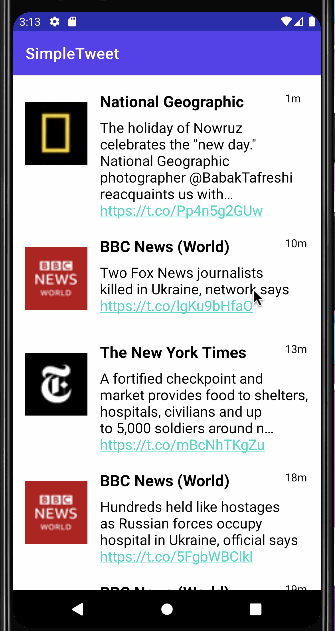 3:13
SimpleTweet
National Geographic
1m
The holiday of Nowruz
celebrates the "new day."
National Geographic
photographer @BabakTafreshi
reacquaints us with…
https://t.co/Pp4n5g2GUw
BBC
NEWS
WORLD
BBC News (World)
10m
Two Fox News journalists
killed in Ukraine, network says
https://t.co/lgKu9bHfaO
The New York Times
13m
A fortified checkpoint and
market provides food to shelters,
hospitals, civilians and up
to 5,000 soldiers around n…
https://t.co/mBcNhTKgZu
BBC
NEWS
WORLD
BBC News (World)
18m
Hundreds held like hostages
as Russian forces occupy
hospital in Ukraine, official says
https://t.co/5FgbWBClkl
BBC News (World)
19m